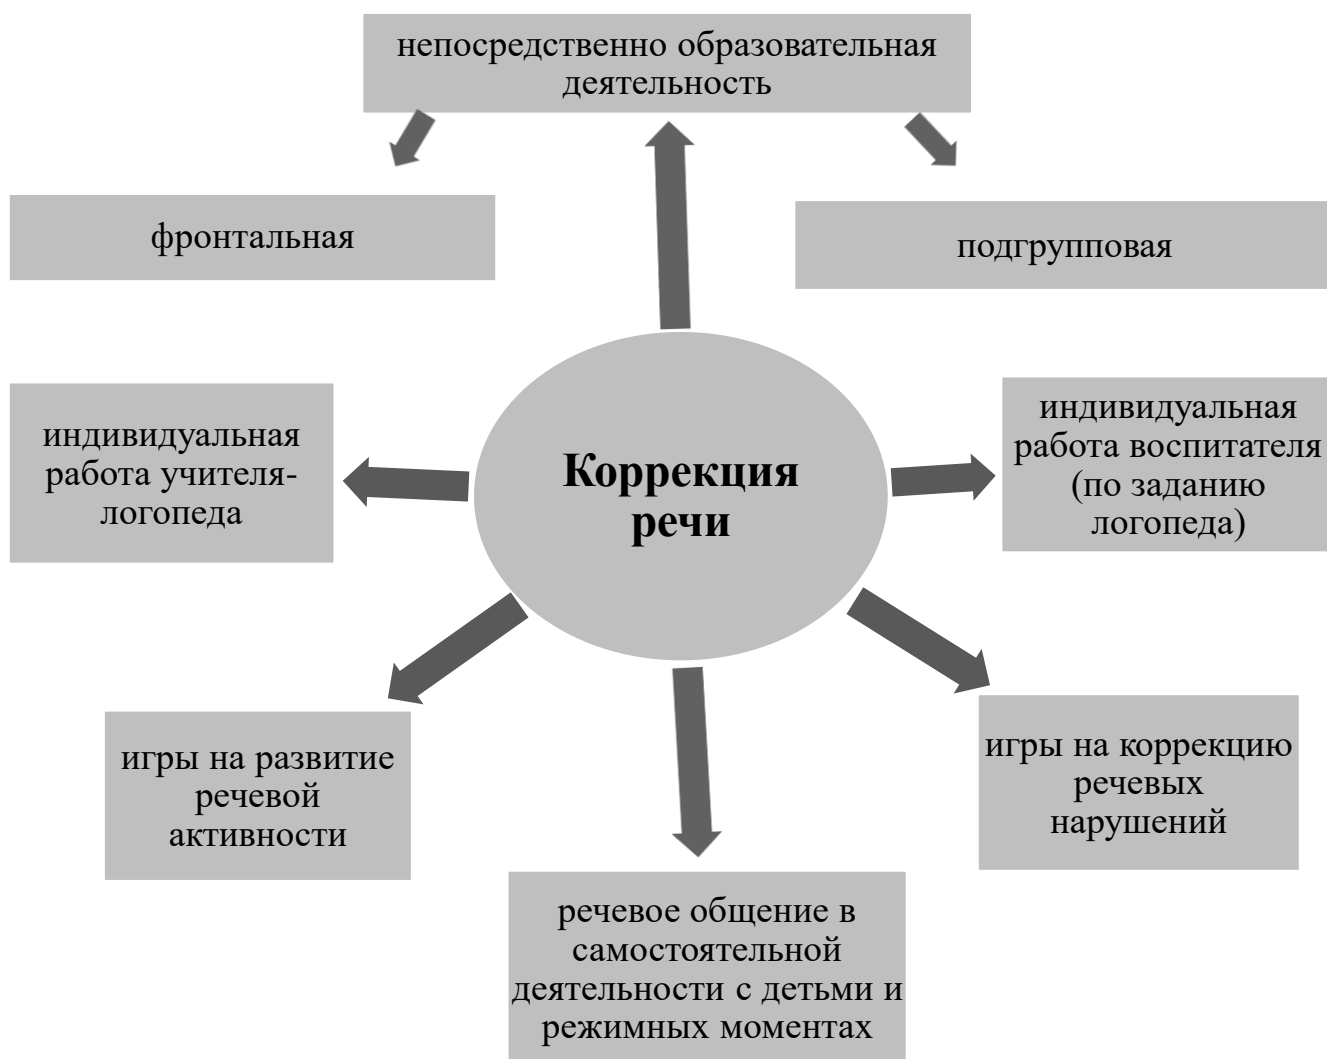 непосредственно образовательная
деятельность
фронтальная
подгрупповая
индивидуальная
работа учителя-
логопеда
Коррекция
речи
индивидуальная
работа воспитателя
(по заданию
логопеда)
игры на развитие
речевой
активности
игры на коррекцию
речевых
нарушений
речевое общение в
самостоятельной
деятельности с детьми и
режимных моментах